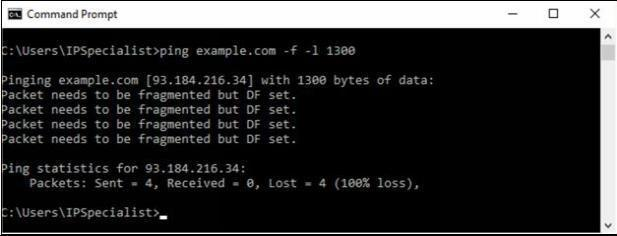 Command Prompt
C:\Users\IPSpecialist>ping example.com -f -l 1300
Pinging example.com [93.184.216.34] with 1300 bytes of data:
Packet needs to be fragmented but DF set.
Packet needs to be fragmented but DF set.
Packet needs to be fragmented but DF set.
Packet needs to be fragmented but DF set.
Ping statistics for 93.184.216.34:
Packets: Sent = 4, Received = 0, Lost = 4 (100% loss),
C:\Users\IPSpecialist>